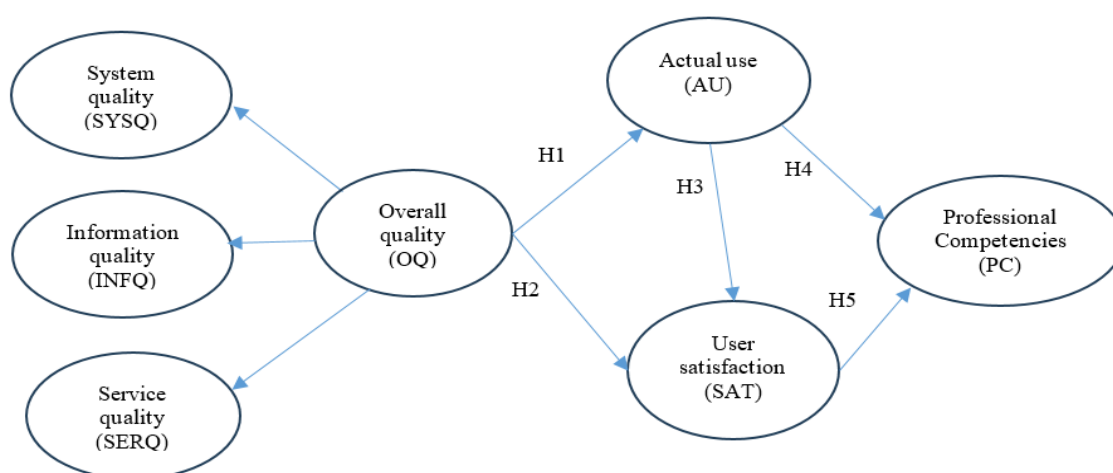 System
quality
(SYSQ)
Information
quality
(INFQ)
Service
quality
(SERQ)
Overall
quality
(OQ)
H1
H2
Actual use
(AU)
H3
H4
User
satisfaction
(SAT)
H5
Professional
Competencies
(PC)